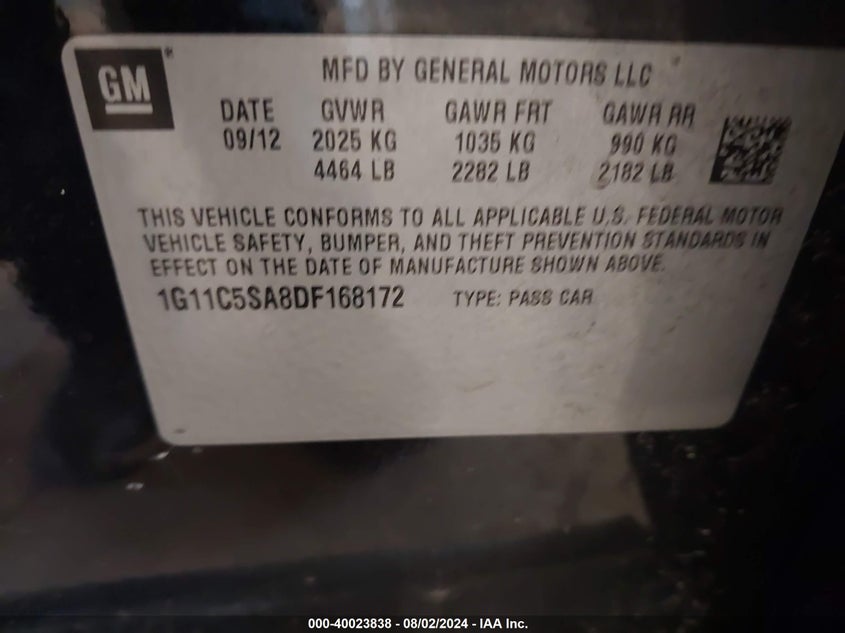 GM
MFD BY GENERAL MOTORS LLC
DATE GVWR GAWR FRT GAWR RR
09/12 2025 KG 1035 KG 990 KG
4464 LB 2282 LB 2182 LB
THIS VEHICLE CONFORMS TO ALL APPLICABLE U.S. FEDERAL MOTOR
VEHICLE SAFETY, BUMPER, AND THEFT PREVENTION STANDARDS IN
EFFECT ON THE DATE OF MANUFACTURE SHOWN ABOVE.
1G11C5SA8DF168172 TYPE: PASS CAR
000-40023838 - 08/02/2024 - IAA Inc.